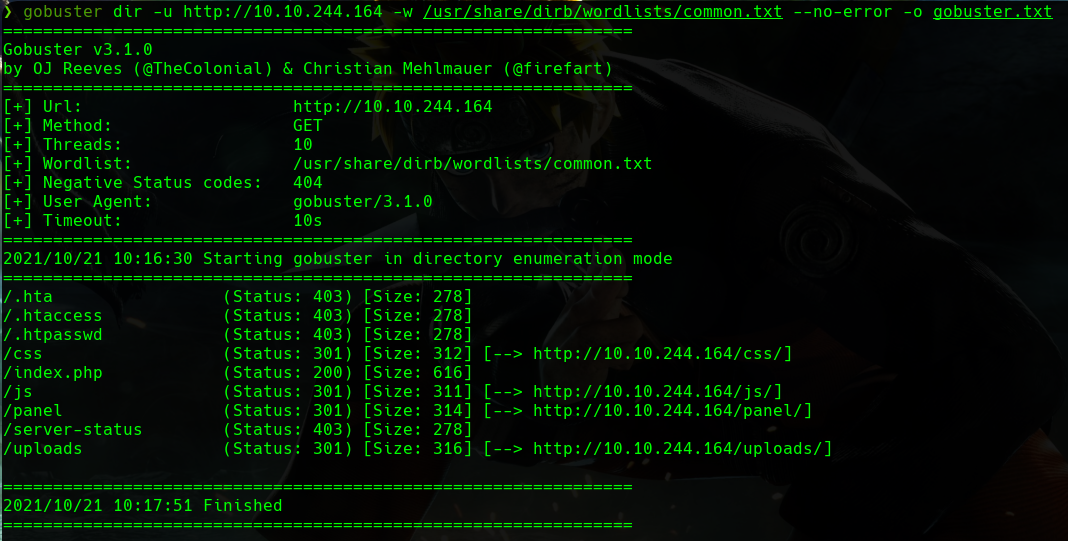 ❯ gobuster dir -u http://10.10.244.164 -w /usr/share/dirb/wordlists/common.txt --no-error -o gobuster.txt
===============================================================
Gobuster v3.1.0
by OJ Reeves (@TheColonial) & Christian Mehlmauer (@firefart)
===============================================================
[+] Url:                     http://10.10.244.164
[+] Method:                  GET
[+] Threads:                 10
[+] Wordlist:                /usr/share/dirb/wordlists/common.txt
[+] Negative Status codes:   404
[+] User Agent:              gobuster/3.1.0
[+] Timeout:                 10s
===============================================================
2021/10/21 10:16:30 Starting gobuster in directory enumeration mode
===============================================================
/.hta                 (Status: 403) [Size: 278]
/.htaccess            (Status: 403) [Size: 278]
/.htpasswd            (Status: 403) [Size: 278]
/css                  (Status: 301) [Size: 312] [--> http://10.10.244.164/css/]
/index.php            (Status: 200) [Size: 616]
/js                   (Status: 301) [Size: 311] [--> http://10.10.244.164/js/]
/panel                (Status: 301) [Size: 314] [--> http://10.10.244.164/panel/]
/server-status        (Status: 403) [Size: 278]
/uploads              (Status: 301) [Size: 316] [--> http://10.10.244.164/uploads/]
===============================================================
2021/10/21 10:17:51 Finished
===============================================================